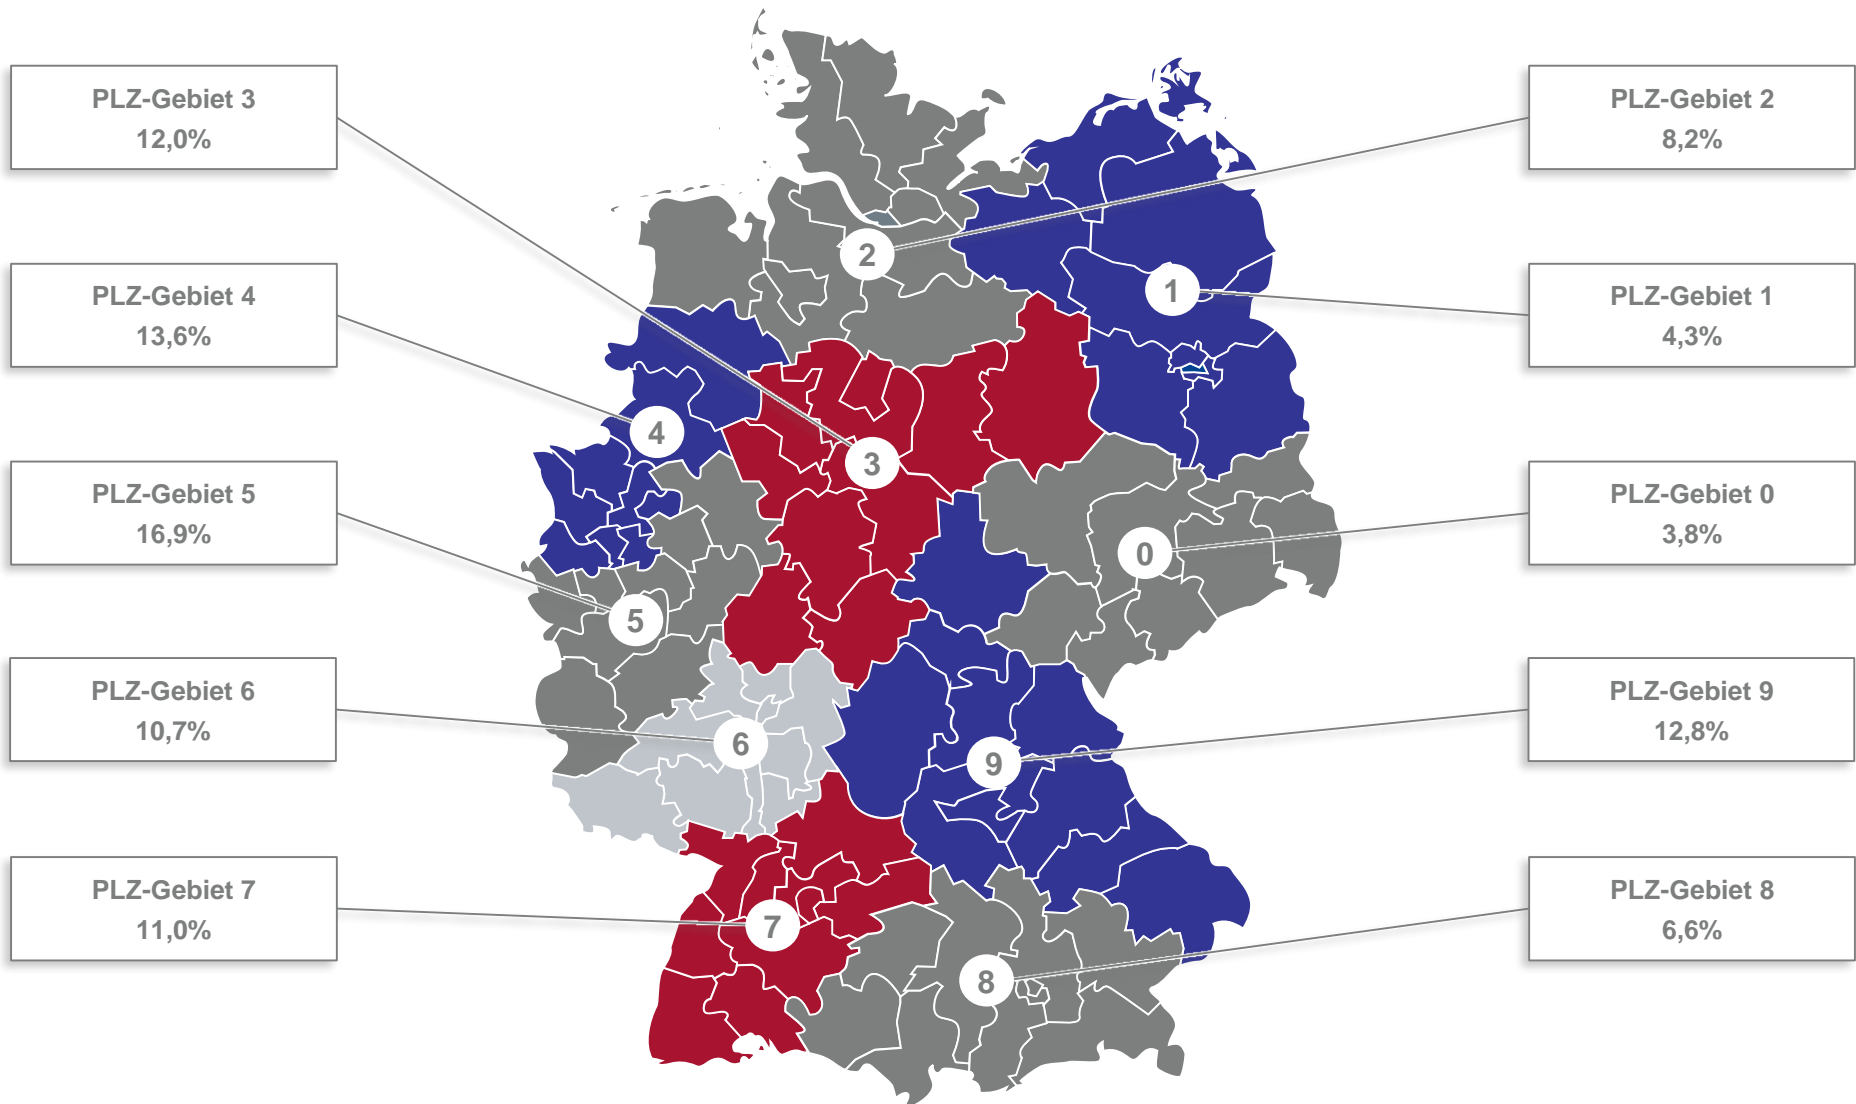 PLZ-Gebiet 3
12,0%
PLZ-Gebiet 4
13,6%
PLZ-Gebiet 5
16,9%
PLZ-Gebiet 6
10,7%
PLZ-Gebiet 7
11,0%
2
1
4
3
0
5
6
9
7
8
PLZ-Gebiet 2
8,2%
PLZ-Gebiet 1
4,3%
PLZ-Gebiet 0
3,8%
PLZ-Gebiet 9
12,8%
PLZ-Gebiet 8
6,6%